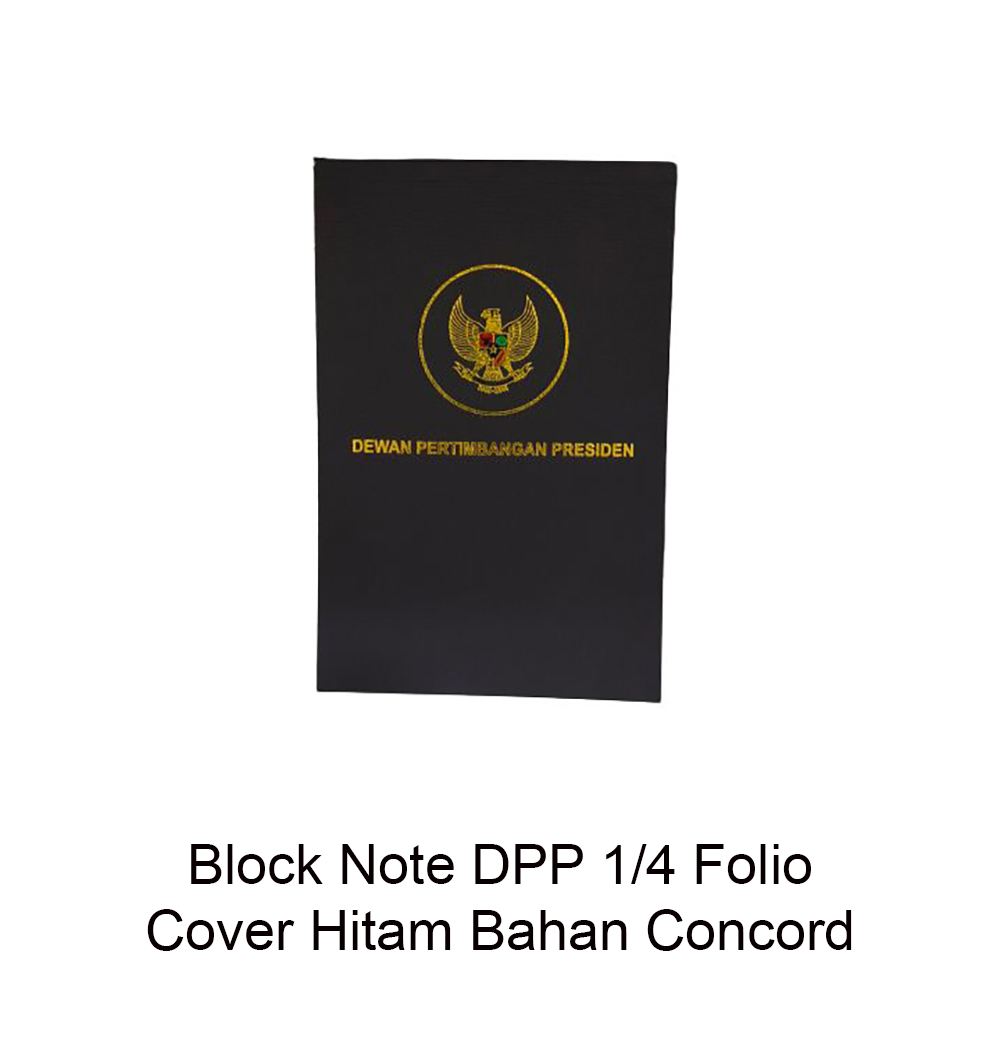 DEWAN PERTIMBANGAN PRESIDEN
Block Note DPP 1/4 Folio
Cover Hitam Bahan Concord